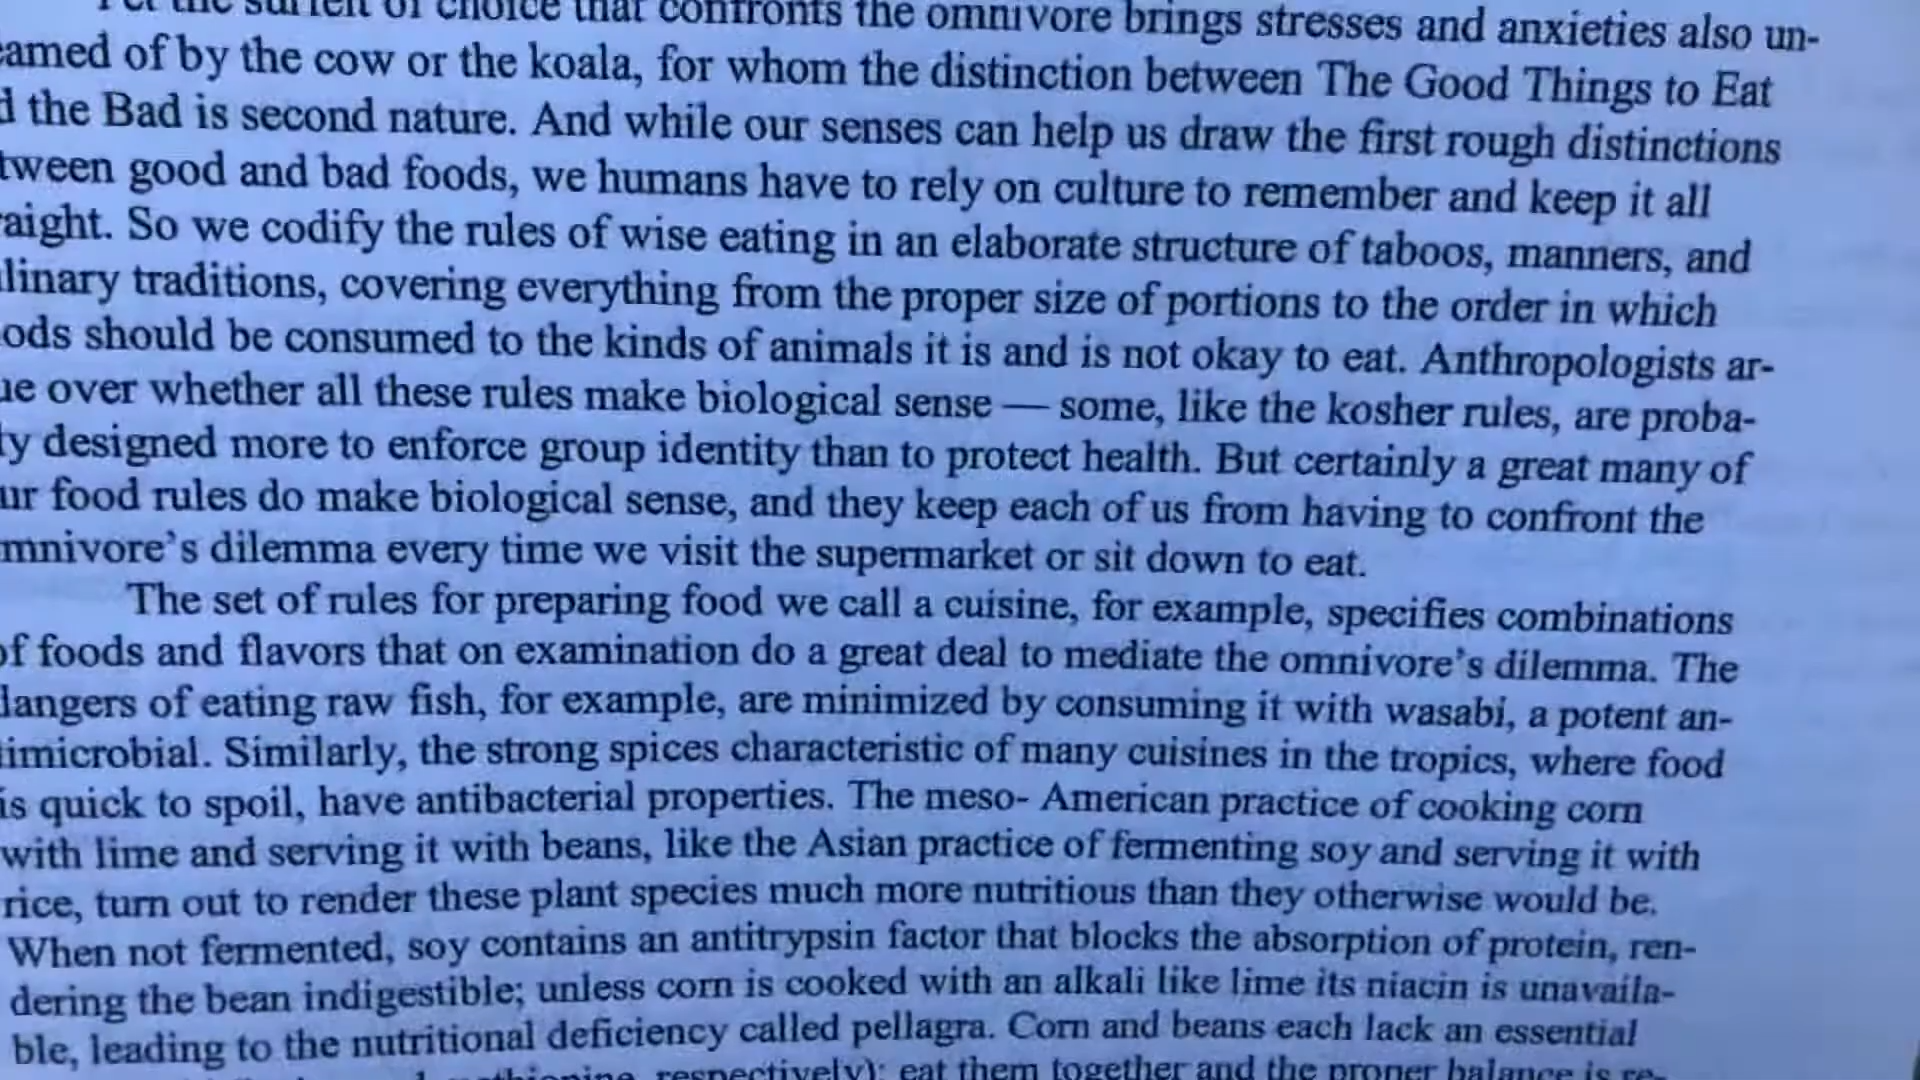 the surfeit of choice that confronts the omnivore brings stresses and anxieties also un-
eamed of by the cow or the koala, for whom the distinction between The Good Things to Eat
d the Bad is second nature. And while our senses can help us draw the first rough distinctions
tween good and bad foods, we humans have to rely on culture to remember and keep it all
raight. So we codify the rules of wise eating in an elaborate structure of taboos, manners, and
linary traditions, covering everything from the proper size of portions to the order in which
ods should be consumed to the kinds of animals it is and is not okay to eat. Anthropologists ar-
ue over whether all these rules make biological sense — some, like the kosher rules, are proba-
ly designed more to enforce group identity than to protect health. But certainly a great many of
ur food rules do make biological sense, and they keep each of us from having to confront the
mnivore's dilemma every time we visit the supermarket or sit down to eat.
The set of rules for preparing food we call a cuisine, for example, specifies combinations
of foods and flavors that on examination do a great deal to mediate the omnivore's dilemma. The
dangers of eating raw fish, for example, are minimized by consuming it with wasabi, a potent an-
timicrobial. Similarly, the strong spices characteristic of many cuisines in the tropics, where food
is quick to spoil, have antibacterial properties. The meso- American practice of cooking corn
with lime and serving it with beans, like the Asian practice of fermenting soy and serving it with
rice, turn out to render these plant species much more nutritious than they otherwise would be.
When not fermented, soy contains an antitrypsin factor that blocks the absorption of protein, ren-
dering the bean indigestible; unless corn is cooked with an alkali like lime its niacin is unavaila-
ble, leading to the nutritional deficiency called pellagra. Corn and beans each lack an essential
respectively); eat them together and the proper balance is re-